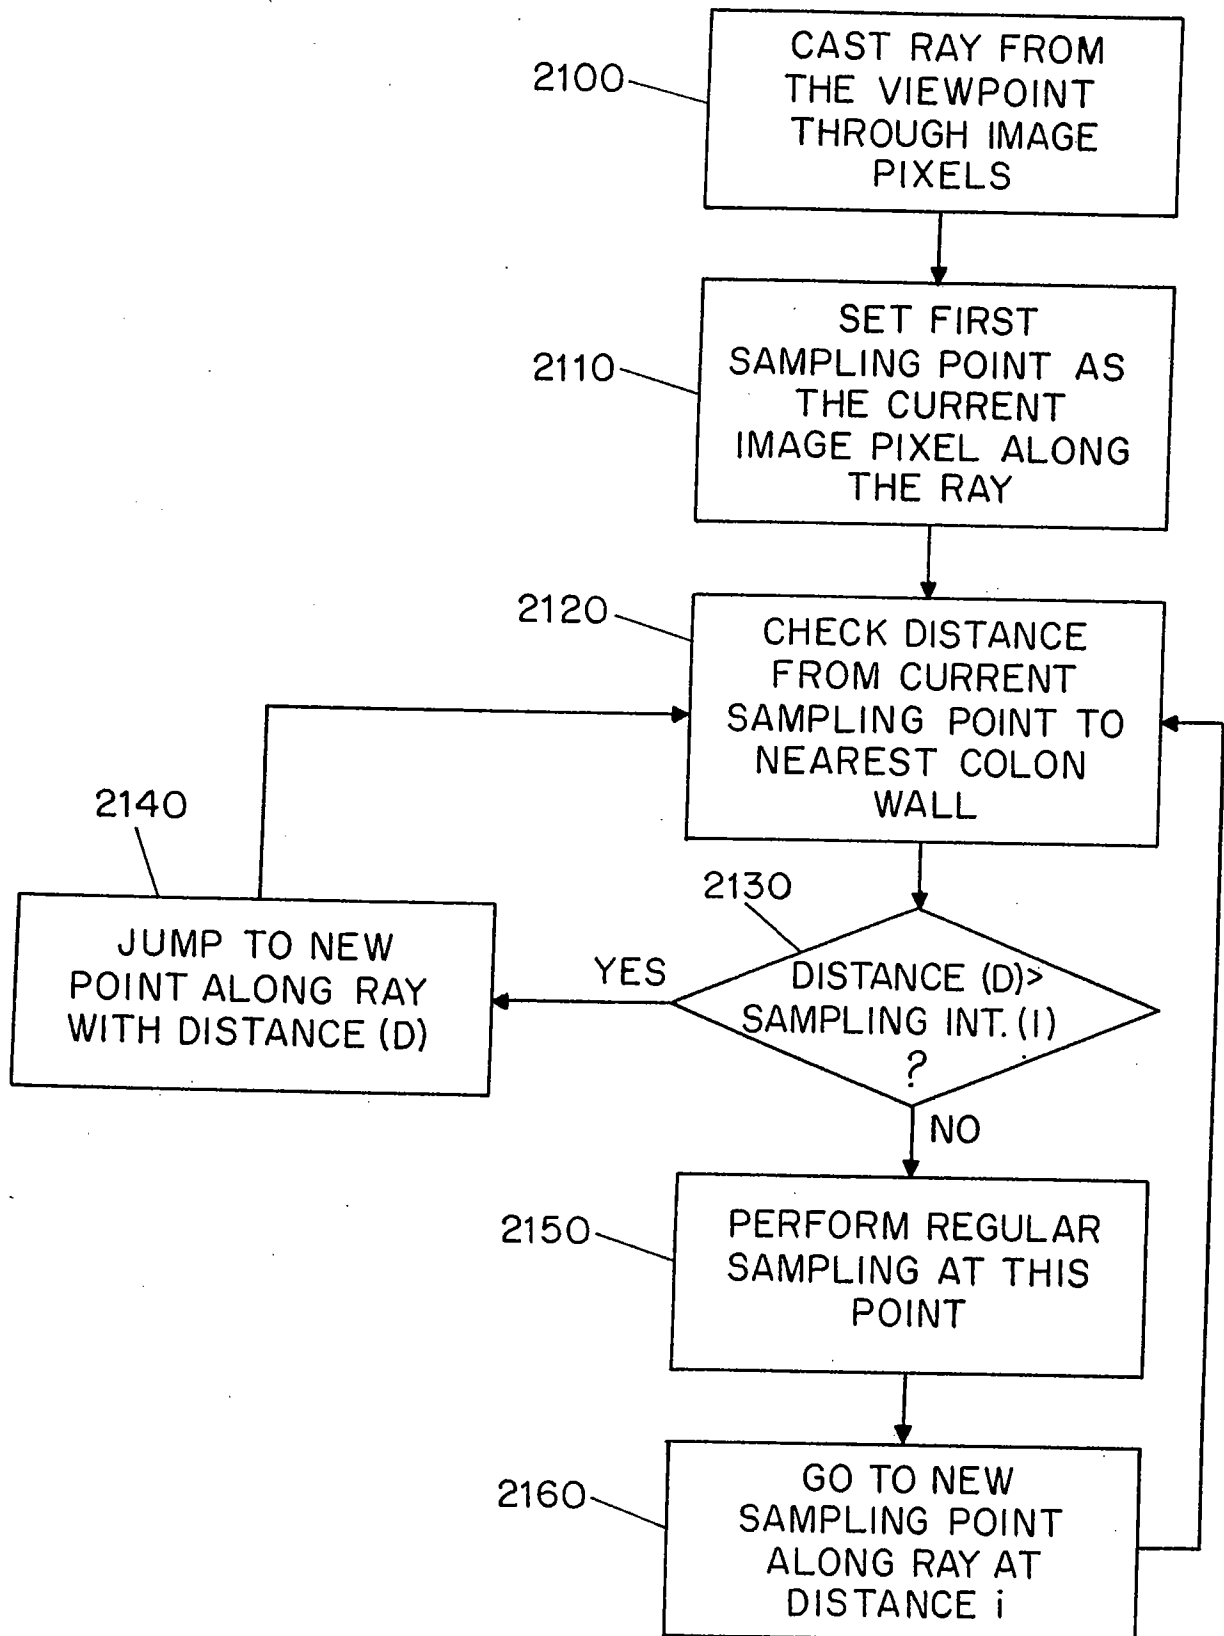 2100
CAST RAY FROM
THE VIEWPOINT
THROUGH IMAGE
PIXELS
2110
SET FIRST
SAMPLING POINT AS
THE CURRENT
IMAGE PIXEL ALONG
THE RAY
2120
CHECK DISTANCE
FROM CURRENT
SAMPLING POINT TO
NEAREST COLON
WALL
2130
DISTANCE (D)>
SAMPLING INT. (I)
?
YES
2140
JUMP TO NEW
POINT ALONG RAY
WITH DISTANCE (D)
NO
2150
PERFORM REGULAR
SAMPLING AT THIS
POINT
2160
GO TO NEW
SAMPLING POINT
ALONG RAY AT
DISTANCE i